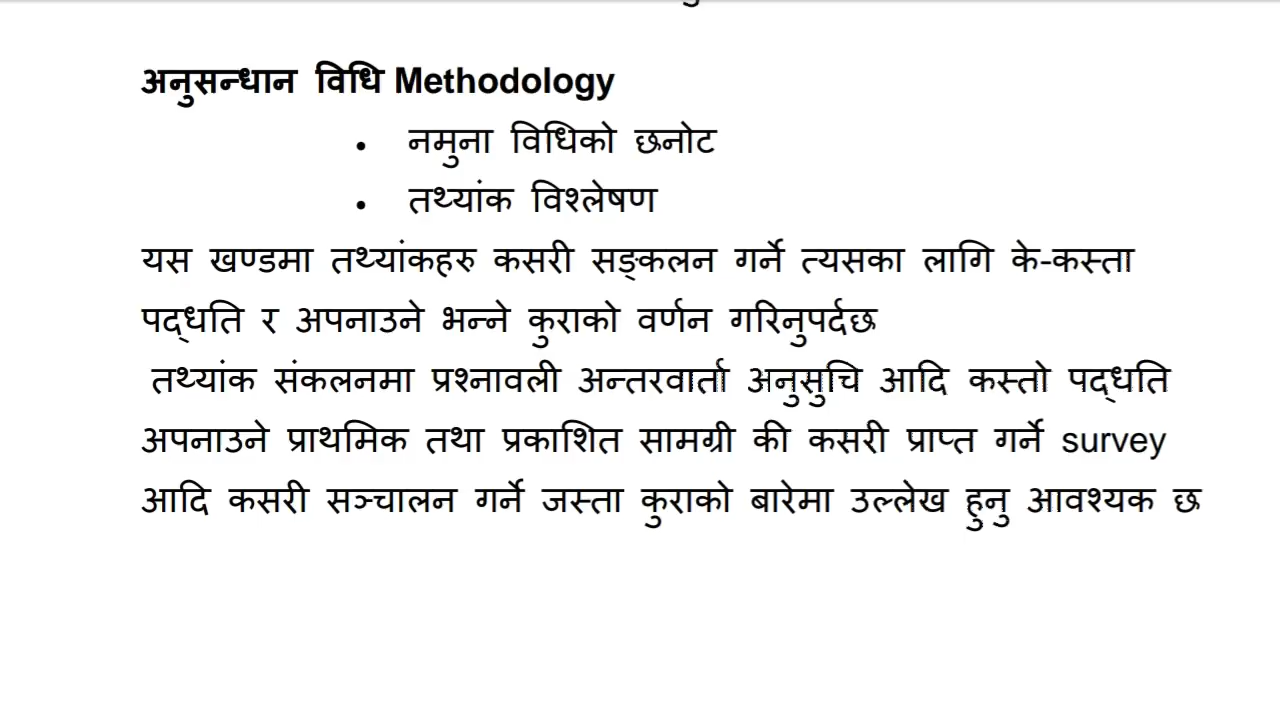 अनुसन्धान विधि Methodology
• नमुना विधिको छनोट
• तथ्यांक विश्लेषण
यस खण्डमा तथ्यांकहरु कसरी सङ्कलन गर्ने त्यसका लागि के-कस्ता
पद्धति र अपनाउने भन्ने कुराको वर्णन गरिनुपर्दछ
तथ्यांक संकलनमा प्रश्नावली अन्तरवार्ता अनुसुचि आदि कस्तो पद्धति
अपनाउने प्राथमिक तथा प्रकाशित सामग्री की कसरी प्राप्त गर्ने survey
आदि कसरी सञ्चालन गर्ने जस्ता कुराको बारेमा उल्लेख हुनु आवश्यक छ